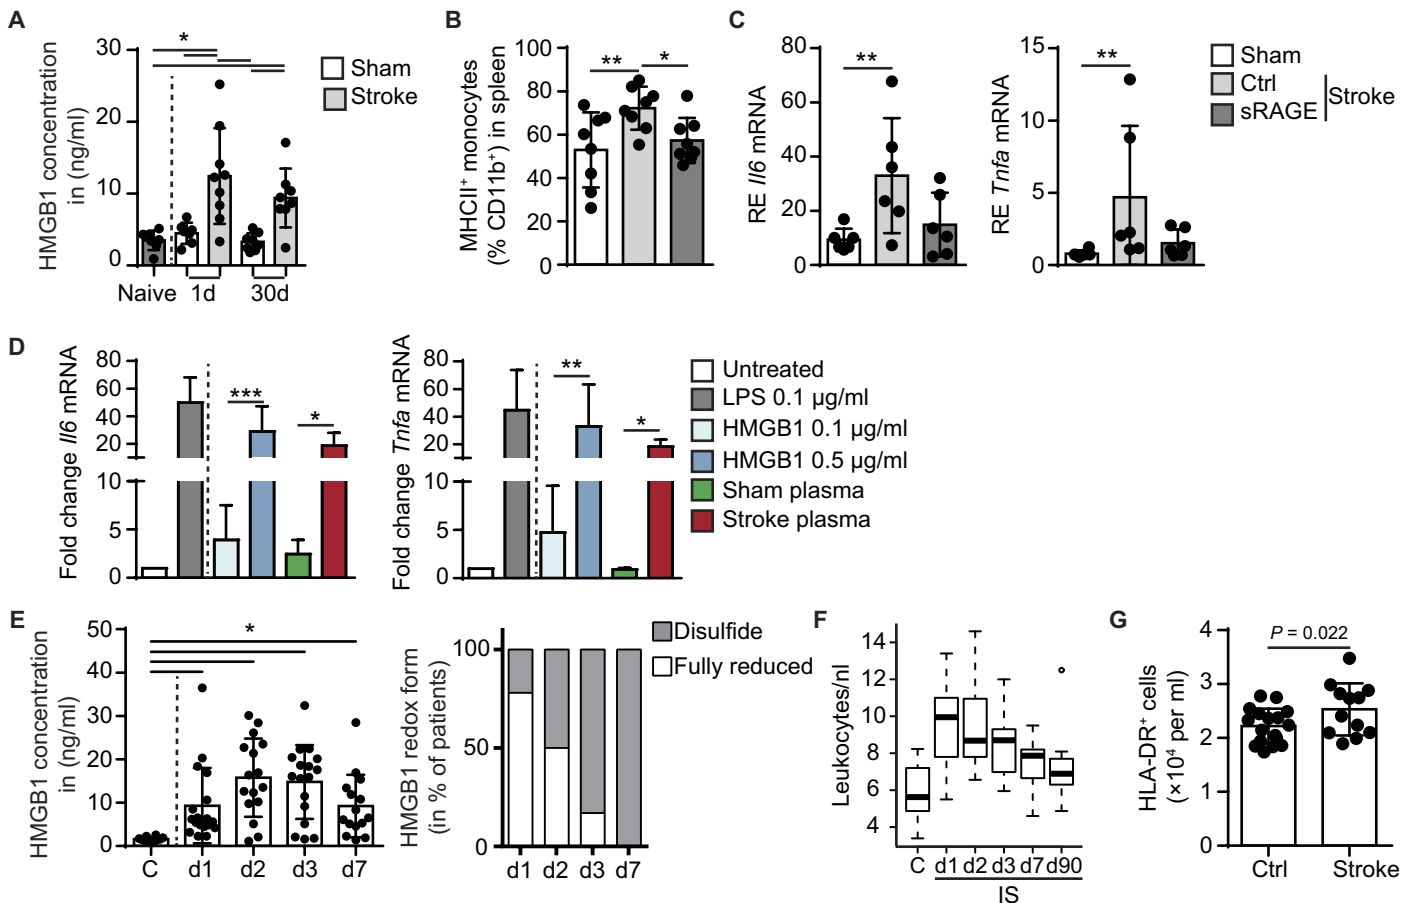 A
HMGB1 concentration
in (ng/ml)
30
20
10
0
*
Sham
Stroke
Naive 1d 30d
B
MHCII⁺ monocytes
(% CD11b⁺) in spleen
100
80
60
40
20
0
** *
C
RE Il6 mRNA
80
60
40
20
0
**
RE Tnfa mRNA
15
10
5
0
**
Sham
Ctrl
sRAGE
Stroke
D
Fold change Il6 mRNA
80
60
40
20
0
10
5
0
***
*
Fold change Tnfa mRNA
80
60
40
20
0
10
5
0
**
*
Untreated
LPS 0.1 µg/ml
HMGB1 0.1 µg/ml
HMGB1 0.5 µg/ml
Sham plasma
Stroke plasma
E
HMGB1 concentration
in (ng/ml)
50
40
30
20
10
0
*
C d1 d2 d3 d7
HMGB1 redox form
(in % of patients)
100
50
0
d1 d2 d3 d7
Disulfide
Fully reduced
F
Leukocytes/nl
14
12
10
8
6
4
C d1 d2 d3 d7 d90
IS
G
HLA-DR⁺ cells
(×10⁴ per ml)
4
3
2
1
0
P = 0.022
Ctrl Stroke